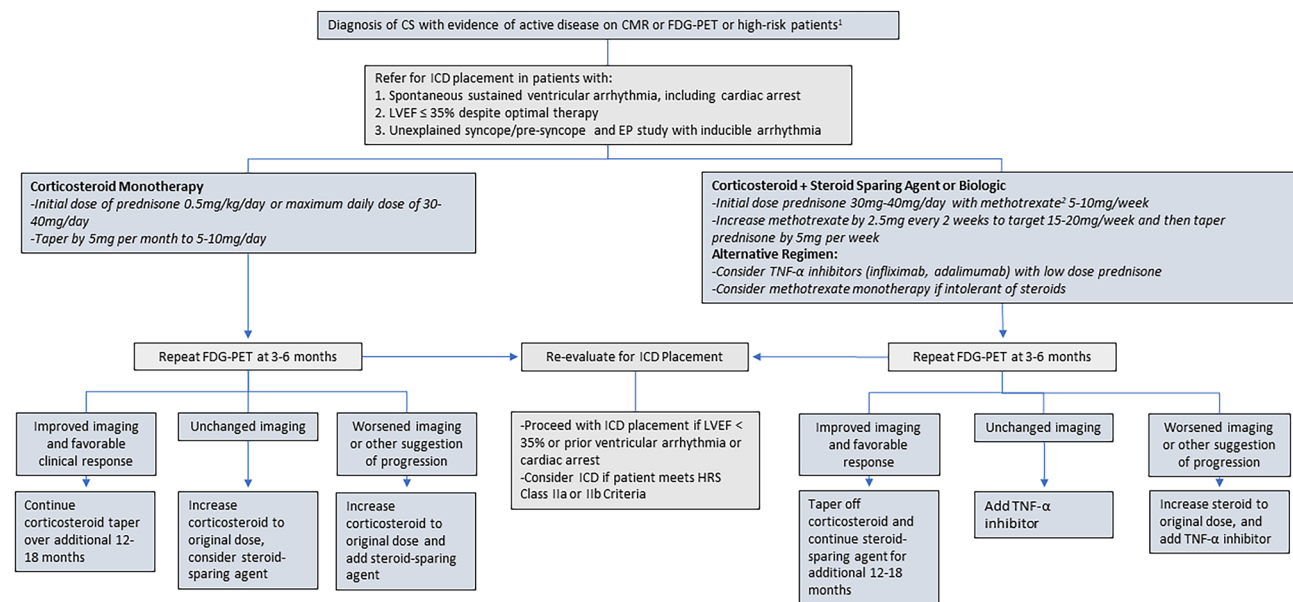 Diagnosis of CS with evidence of active disease on CMR or FDG-PET or high-risk patients¹
Refer for ICD placement in patients with:
1. Spontaneous sustained ventricular arrhythmia, including cardiac arrest
2. LVEF ≤ 35% despite optimal therapy
3. Unexplained syncope/pre-syncope and EP study with inducible arrhythmia
Corticosteroid Monotherapy
-Initial dose of prednisone 0.5mg/kg/day or maximum daily dose of 30-
40mg/day
-Taper by 5mg per month to 5-10mg/day
Corticosteroid + Steroid Sparing Agent or Biologic
-Initial dose prednisone 30mg-40mg/day with methotrexate² 5-10mg/week
-Increase methotrexate by 2.5mg every 2 weeks to target 15-20mg/week and then taper
prednisone by 5mg per week
Alternative Regimen:
-Consider TNF-α inhibitors (infliximib, adalimumab) with low dose prednisone
-Consider methotrexate monotherapy if intolerant of steroids
Repeat FDG-PET at 3-6 months
Re-evaluate for ICD Placement
Repeat FDG-PET at 3-6 months
Improved imaging
and favorable
clinical response
Unchanged imaging
Worsened imaging
or other suggestion
of progression
-Proceed with ICD placement if LVEF <
35% or prior ventricular arrhythmia or
cardiac arrest
-Consider ICD if patient meets HRS
Class IIa or IIb Criteria
Improved imaging
and favorable
response
Unchanged imaging
Worsened imaging
or other suggestion
of progression
Continue
corticosteroid taper
over additional 12-
18 months
Increase
corticosteroid to
original dose,
consider steroid-
sparing agent
Increase
corticosteroid to
original dose and
add steroid-sparing
agent
Taper off
corticosteroid and
continue steroid-
sparing agent for
additional 12-18
months
Add TNF-α
inhibitor
Increase steroid to
original dose, and
add TNF-α inhibitor